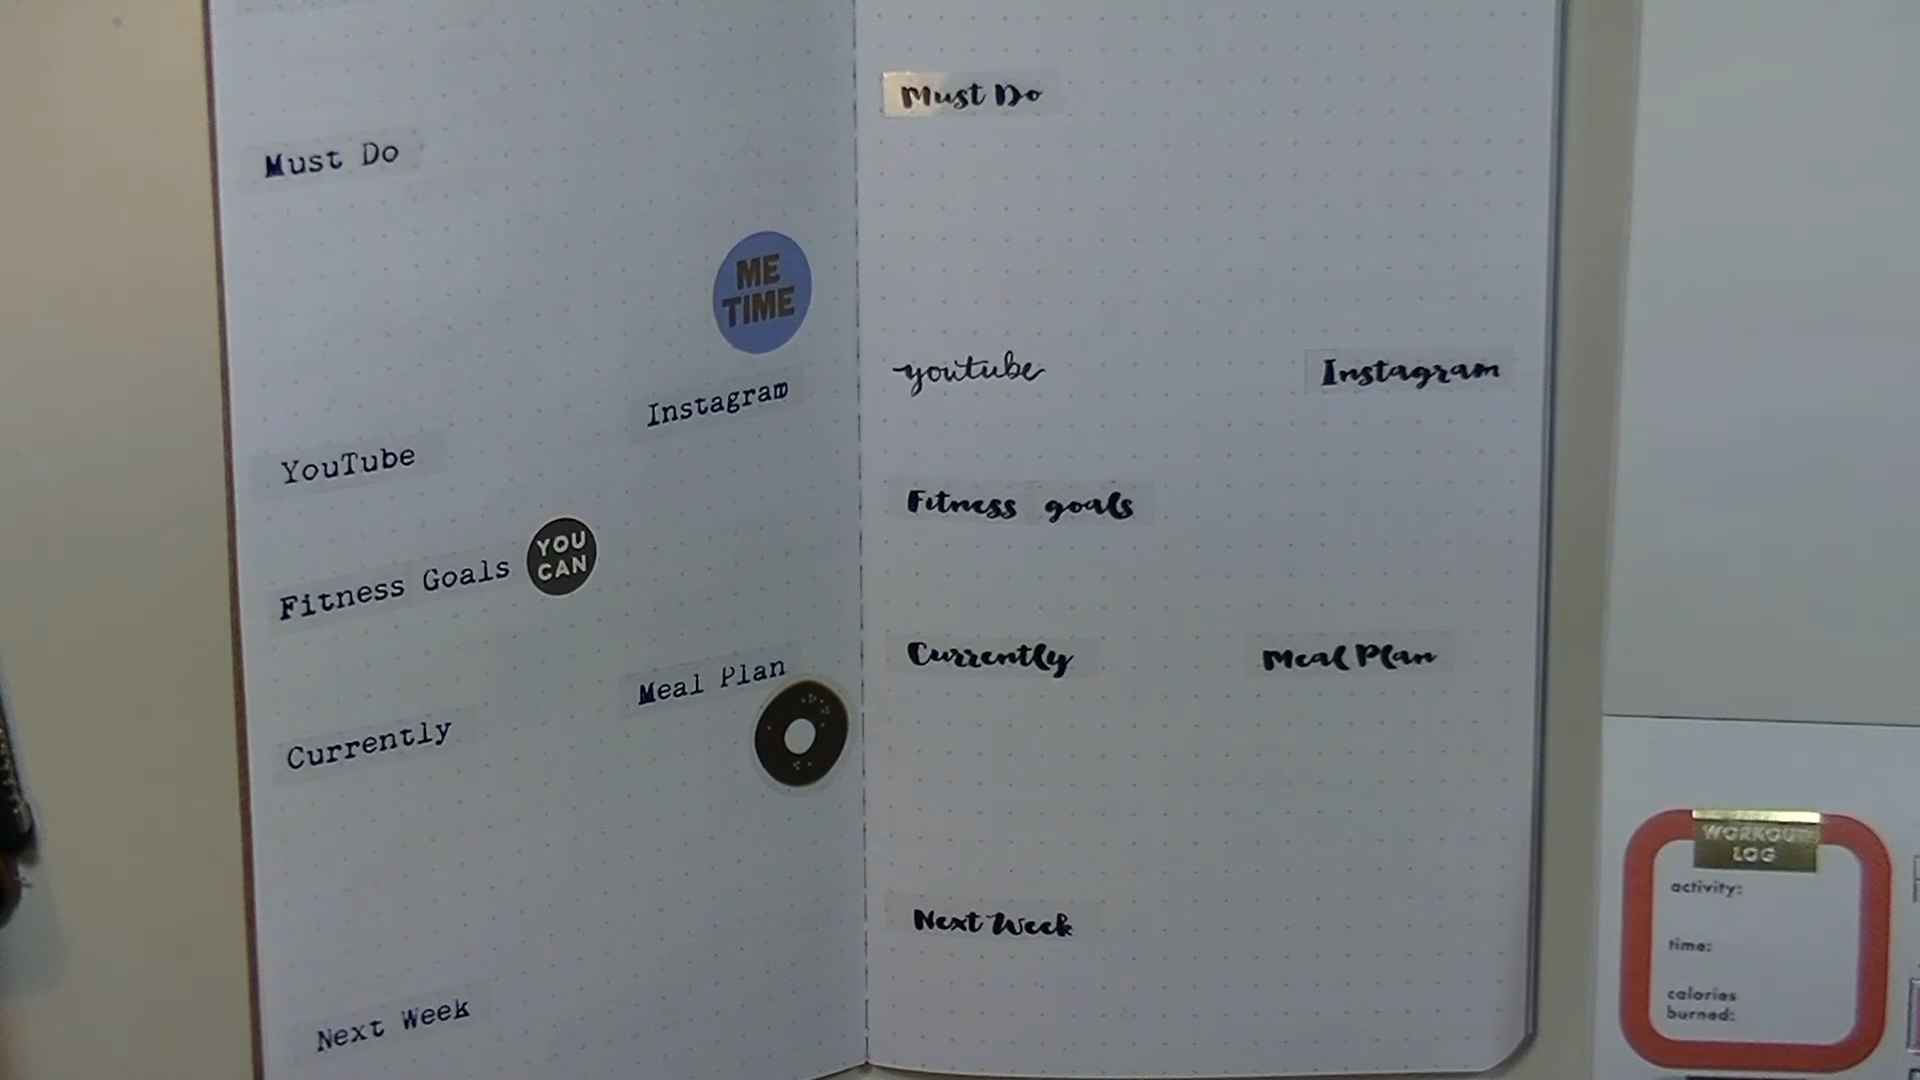 Must Do
ME
TIME
Instagram
YouTube
YOU
CAN
Fitness Goals
Meal Plan
Currently
Next Week
Must Do
youtube
Instagram
Fitness goals
Currently
Meal Plan
Next Week
WORKOUT
LOG
activity:
time:
calories
burned: